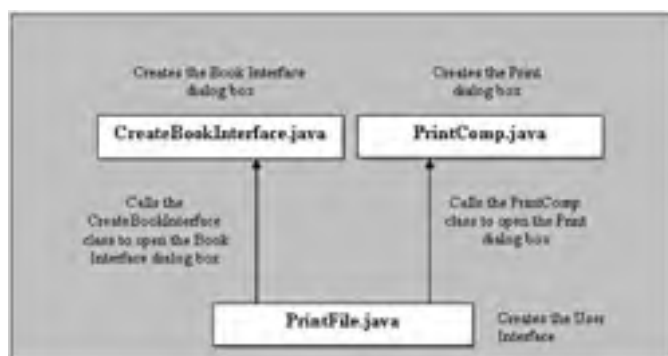 Creates the Book Interface
dialog box
Creates the Print
dialog box
CreateBookInterface.java
PrintComp.java
Calls the
CreateBookInterface
class to open the Book
Interface dialog box
Calls the PrintComp
class to open the Print
dialog box
PrintFile.java
Creates the User
Interface